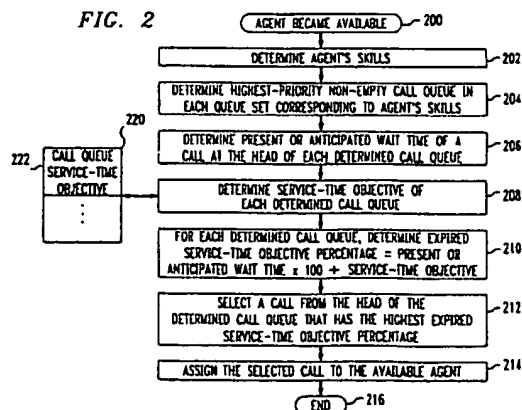 FIG. 2
AGENT BECAME AVAILABLE
200
DETERMINE AGENT'S SKILLS
202
DETERMINE HIGHEST-PRIORITY NON-EMPTY CALL QUEUE IN
EACH QUEUE SET CORRESPONDING TO AGENT'S SKILLS
204
DETERMINE PRESENT OR ANTICIPATED WAIT TIME OF A
CALL AT THE HEAD OF EACH DETERMINED CALL QUEUE
206
220
222
CALL QUEUE
SERVICE-TIME
OBJECTIVE
DETERMINE SERVICE-TIME OBJECTIVE OF
EACH DETERMINED CALL QUEUE
208
FOR EACH DETERMINED CALL QUEUE, DETERMINE EXPIRED
SERVICE-TIME OBJECTIVE PERCENTAGE = PRESENT OR
ANTICIPATED WAIT TIME x 100 ÷ SERVICE-TIME OBJECTIVE
210
SELECT A CALL FROM THE HEAD OF THE
DETERMINED CALL QUEUE THAT HAS THE HIGHEST EXPIRED
SERVICE-TIME OBJECTIVE PERCENTAGE
212
ASSIGN THE SELECTED CALL TO THE AVAILABLE AGENT
214
END
216